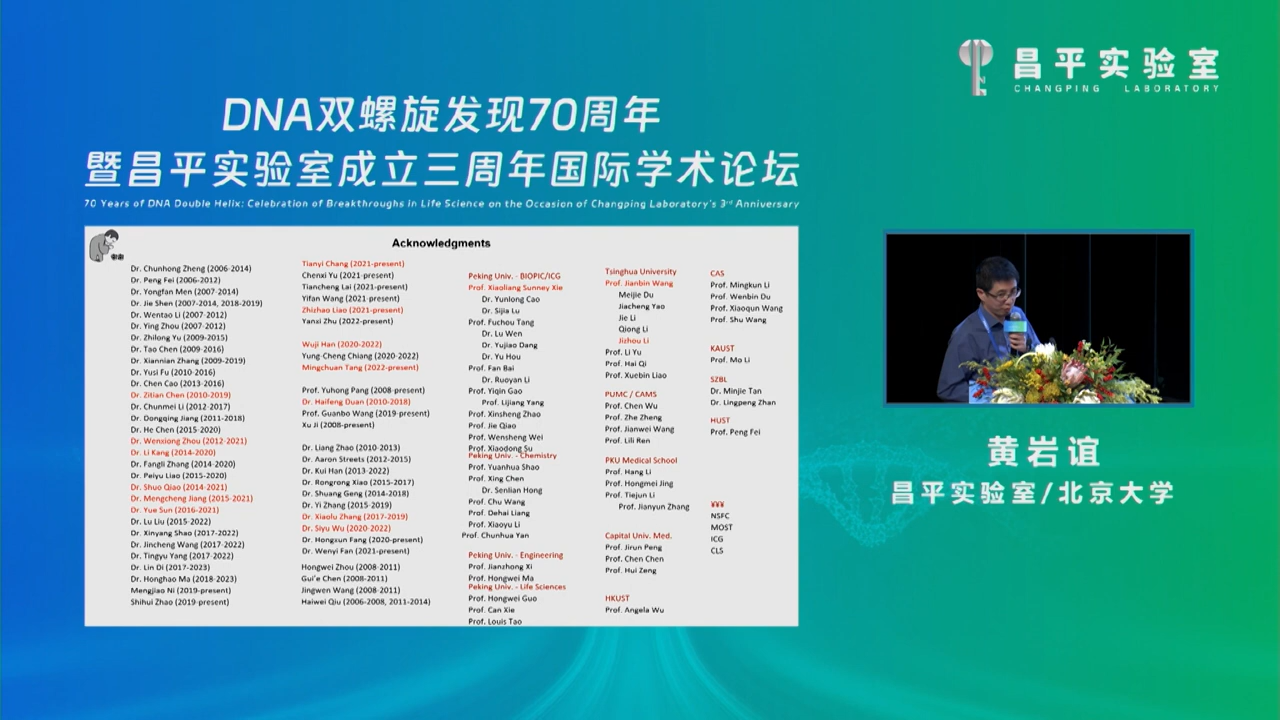 昌平实验室
CHANGPING LABORATORY
DNA双螺旋发现70周年
暨昌平实验室成立三周年国际学术论坛
70 Years of DNA Double Helix: Celebration of Breakthroughs in Life Science on the Occasion of Changping Laboratory's 3rd Anniversary
Acknowledgments
Dr. Chunhong Zheng (2006-2014)
Dr. Peng Fei (2006-2012)
Dr. Yongfan Men (2007-2014)
Dr. Jie Shen (2007-2014, 2018-2019)
Dr. Wentao Li (2007-2012)
Dr. Ying Zhou (2007-2012)
Dr. Zhilong Yu (2009-2015)
Dr. Tao Chen (2009-2016)
Dr. Xiannian Zhang (2009-2019)
Dr. Yusi Fu (2010-2016)
Dr. Chen Cao (2013-2016)
Dr. Zitian Chen (2010-2019)
Dr. Chunmei Li (2012-2017)
Dr. Dongqing Jiang (2011-2018)
Dr. He Chen (2015-2020)
Dr. Wenxiong Zhou (2012-2021)
Dr. Li Kang (2014-2020)
Dr. Fangli Zhang (2014-2020)
Dr. Peiyu Liao (2015-2020)
Dr. Shuo Qiao (2014-2021)
Dr. Mengcheng Jiang (2015-2021)
Dr. Yue Sun (2016-2021)
Dr. Lu Liu (2015-2022)
Dr. Xinyang Shao (2017-2022)
Dr. Jincheng Wang (2017-2022)
Dr. Tingyu Yang (2017-2022)
Dr. Lin Di (2017-2023)
Dr. Honghao Ma (2018-2023)
Mengjiao Ni (2019-present)
Shihui Zhao (2019-present)
Tianyi Chang (2021-present)
Chenxi Yu (2021-present)
Tiancheng Lai (2021-present)
Yifan Wang (2021-present)
Zhizhao Liao (2021-present)
Yanxi Zhu (2022-present)
Wuji Han (2020-2022)
Yung-Cheng Chiang (2020-2022)
Mingchuan Tang (2022-present)
Prof. Yuhong Pang (2008-present)
Dr. Haifeng Duan (2010-2018)
Prof. Guanbo Wang (2019-present)
Xu Ji (2008-present)
Dr. Liang Zhao (2010-2013)
Dr. Aaron Streets (2012-2015)
Dr. Kui Han (2013-2022)
Dr. Rongrong Xiao (2015-2017)
Dr. Shuang Geng (2014-2018)
Dr. Yi Zhang (2015-2019)
Dr. Xiaolu Zhang (2017-2019)
Dr. Siyu Wu (2020-2022)
Dr. Hongxun Fang (2020-present)
Dr. Wenyi Fan (2021-present)
Hongwei Zhou (2008-2011)
Gui'e Chen (2008-2011)
Jingwen Wang (2008-2011)
Haiwei Qiu (2006-2008, 2011-2014)
Peking Univ. - BIOPIC/ICG
Prof. Xiaoliang Sunney Xie
Dr. Yunlong Cao
Dr. Sijia Lu
Prof. Fuchou Tang
Dr. Lu Wen
Dr. Yujiao Dang
Dr. Yu Hou
Prof. Fan Bai
Dr. Ruoyan Li
Prof. Yiqin Gao
Prof. Lijiang Yang
Prof. Xinsheng Zhao
Prof. Jie Qiao
Prof. Wensheng Wei
Prof. Xiaodong Su
Peking Univ. - Chemistry
Prof. Yuanhua Shao
Prof. Xing Chen
Dr. Senlian Hong
Prof. Chu Wang
Prof. Dehai Liang
Prof. Xiaoyu Li
Prof. Chunhua Yan
Peking Univ. - Engineering
Prof. Jianzhong Xi
Prof. Hongwei Ma
Peking Univ. - Life Sciences
Prof. Hongwei Guo
Prof. Can Xie
Prof. Louis Tao
Tsinghua University
Prof. Jianbin Wang
Meijie Du
Jiacheng Yao
Jie Li
Qiong Li
Jizhou Li
Prof. Li Yu
Prof. Hai Qi
Prof. Xuebin Liao
PUMC / CAMS
Prof. Chen Wu
Prof. Zhe Zheng
Prof. Jianwei Wang
Prof. Lili Ren
PKU Medical School
Prof. Hang Li
Prof. Hongmei Jing
Prof. Tiejun Li
Prof. Jianyun Zhang
Capital Univ. Med.
Prof. Jirun Peng
Prof. Chen Chen
Prof. Hui Zeng
HKUST
Prof. Angela Wu
CAS
Prof. Mingkun Li
Prof. Wenbin Du
Prof. Xiaoqun Wang
Prof. Shu Wang
KAUST
Prof. Mo Li
SZBL
Dr. Minjie Tan
Dr. Lingpeng Zhan
HUST
Prof. Peng Fei
¥¥¥
NSFC
MOST
ICG
CLS
黄岩谊
昌平实验室/北京大学